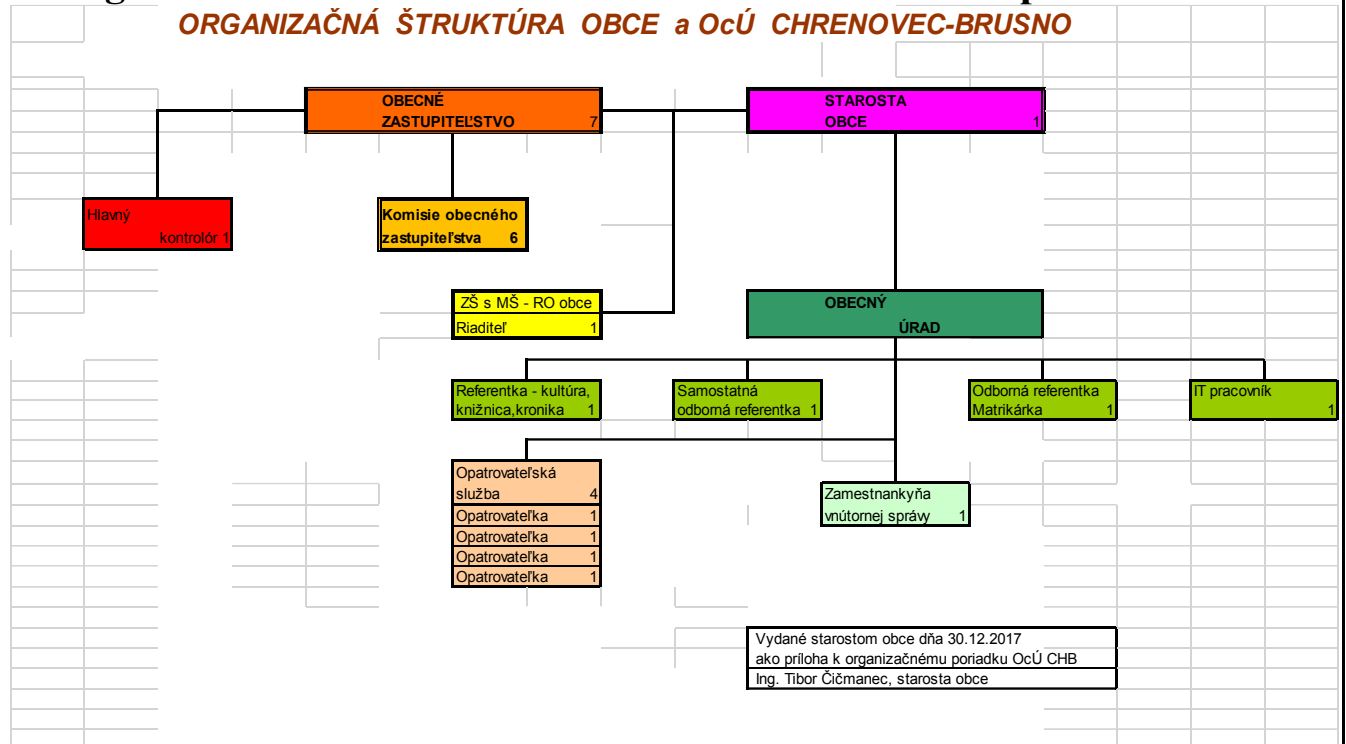 ORGANIZAČNÁ ŠTRUKTÚRA OBCE a OcÚ CHRENOVEC-BRUSNO
OBECNÉ
ZASTUPITEĽSTVO 7
STAROSTA
OBCE 1
Hlavný
kontrolór 1
Komisie obecného
zastupiteľstva 6
ZŠ s MŠ - RO obce
Riaditeľ 1
OBECNÝ
ÚRAD
Referentka - kultúra,
knižnica,kronika 1
Samostatná
odborná referentka 1
Odborná referentka
Matrikárka 1
IT pracovník
1
Opatrovateľská
služba 4
Opatrovateľka 1
Opatrovateľka 1
Opatrovateľka 1
Opatrovateľka 1
Zamestnankyňa
vnútornej správy 1
Vydané starostom obce dňa 30.12.2017
ako príloha k organizačnému poriadku OcÚ CHB
Ing. Tibor Čičmanec, starosta obce